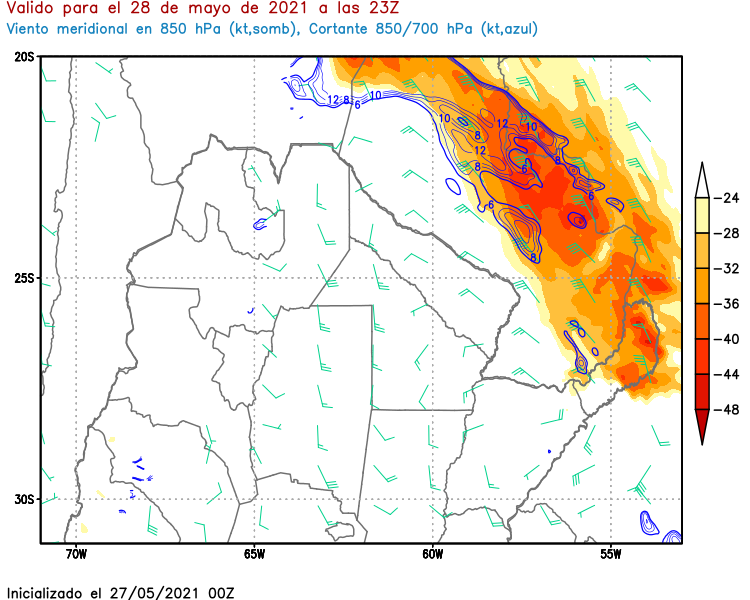 Valido para el 28 de mayo de 2021 a las 23Z
Viento meridional en 850 hPa (kt,somb), Cortante 850/700 hPa (kt,azul)
20S
25S
30S
70W
65W
60W
55W
12
8
6
10
10
12
10
8
12
8
8
6
6
6
8
-24
-28
-32
-36
-40
-44
-48
Inicializado el 27/05/2021 00Z